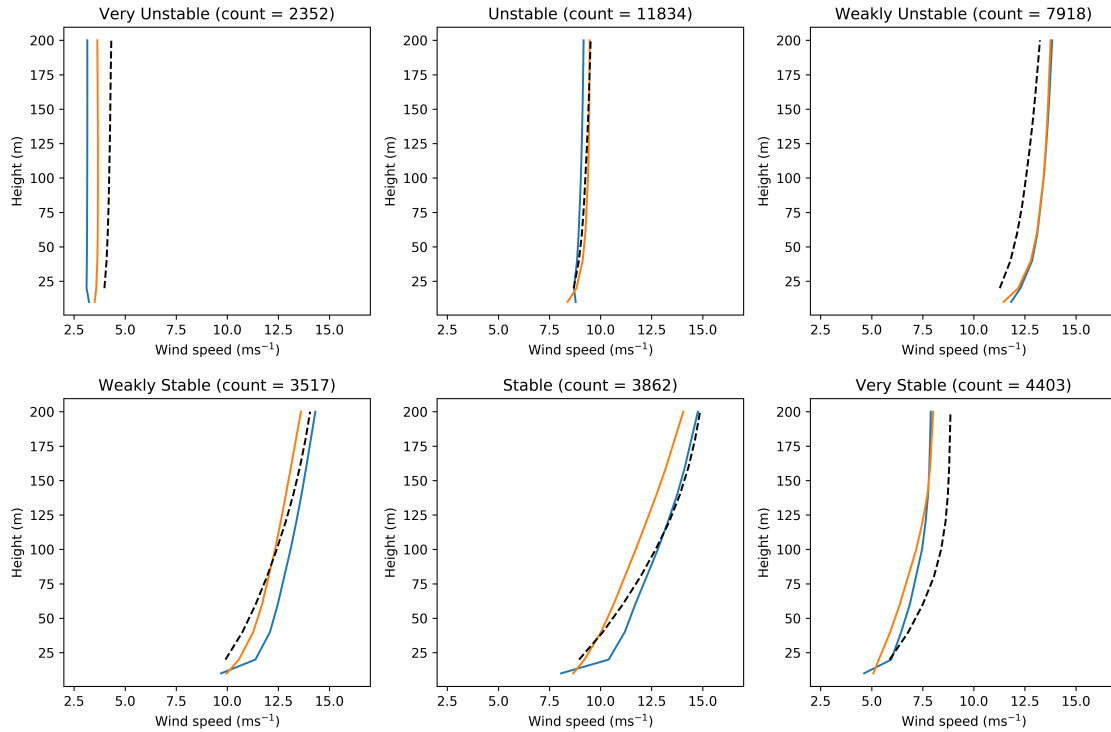 Very Unstable (count = 2352)
200
175
150
125
100
75
50
25
Height (m)
2.5 5.0 7.5 10.0 12.5 15.0
Wind speed (ms⁻¹)
Unstable (count = 11834)
200
175
150
125
100
75
50
25
Height (m)
2.5 5.0 7.5 10.0 12.5 15.0
Wind speed (ms⁻¹)
Weakly Unstable (count = 7918)
200
175
150
125
100
75
50
25
Height (m)
2.5 5.0 7.5 10.0 12.5 15.0
Wind speed (ms⁻¹)
Weakly Stable (count = 3517)
200
175
150
125
100
75
50
25
Height (m)
2.5 5.0 7.5 10.0 12.5 15.0
Wind speed (ms⁻¹)
Stable (count = 3862)
200
175
150
125
100
75
50
25
Height (m)
2.5 5.0 7.5 10.0 12.5 15.0
Wind speed (ms⁻¹)
Very Stable (count = 4403)
200
175
150
125
100
75
50
25
Height (m)
2.5 5.0 7.5 10.0 12.5 15.0
Wind speed (ms⁻¹)